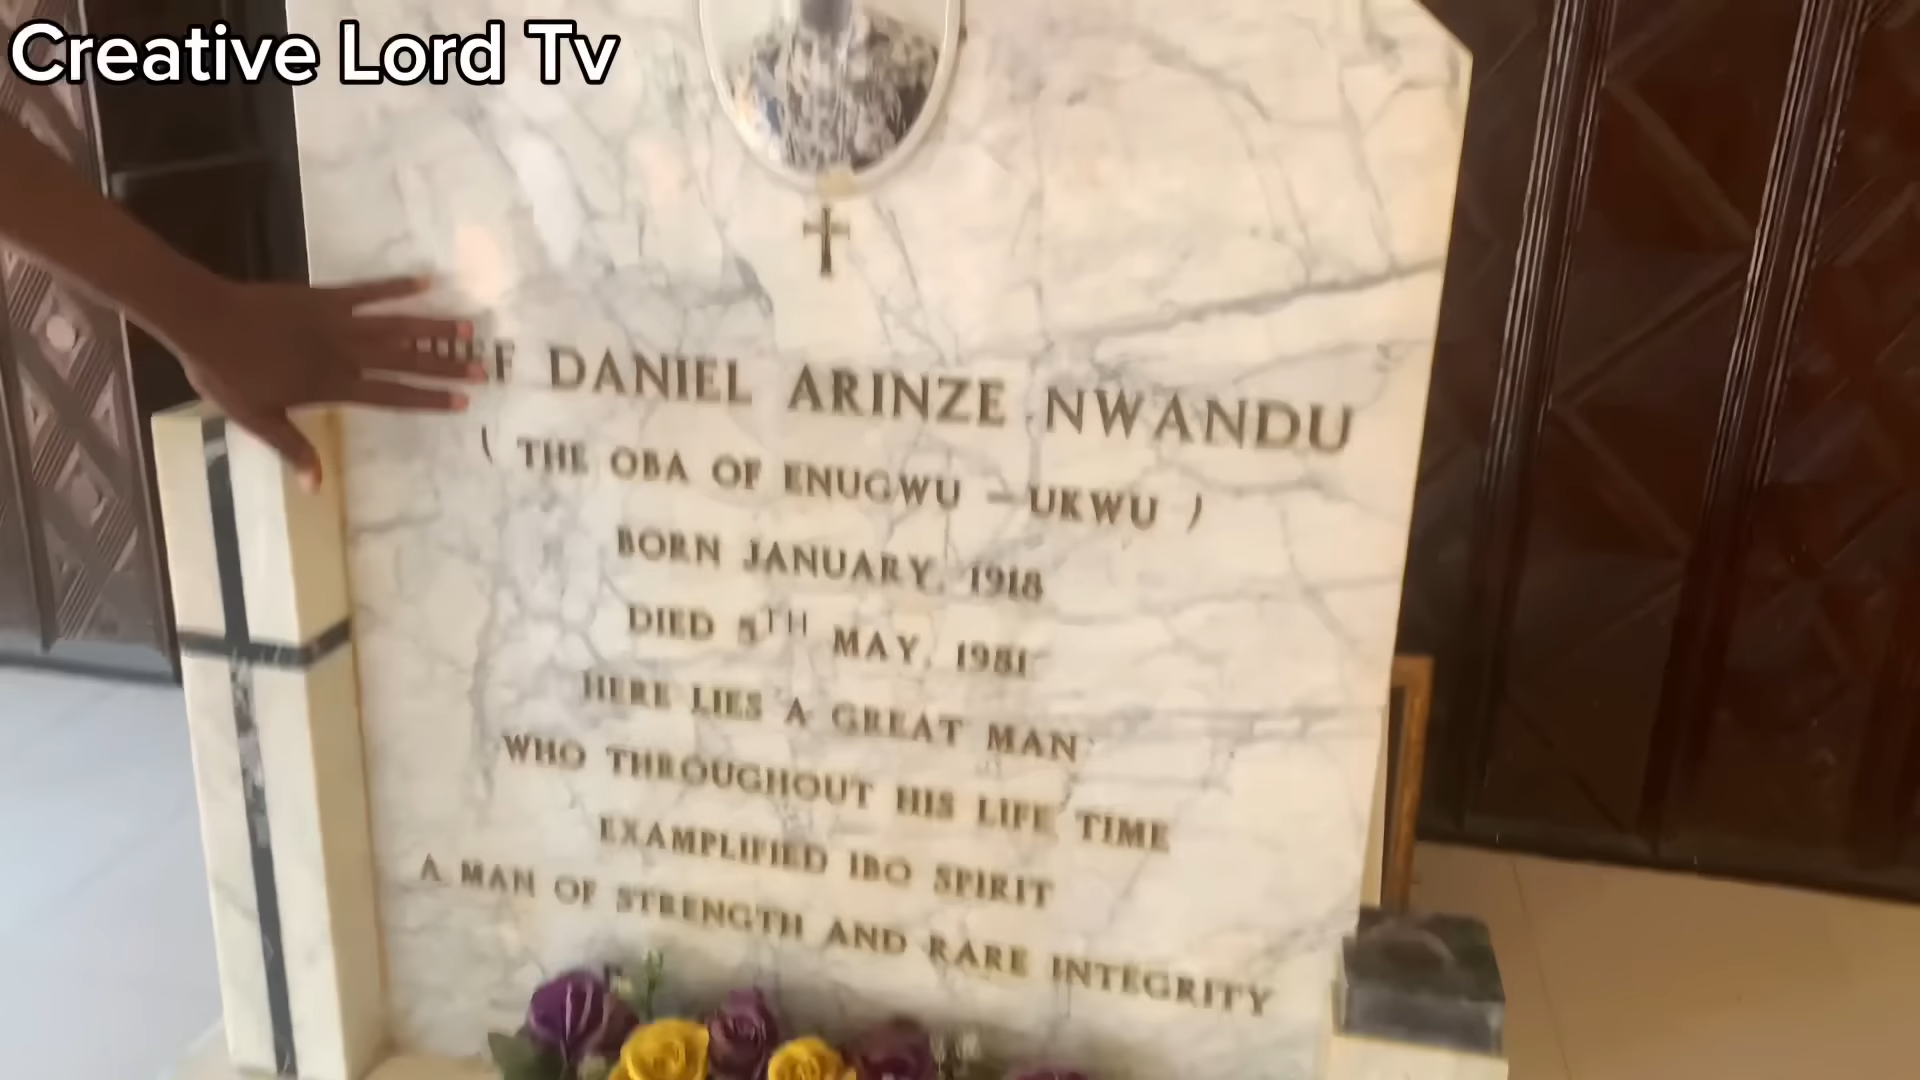 Creative Lord Tv
DANIEL ARINZE NWANDU
( THE OBA OF ENUGWU - UKWU )
BORN JANUARY, 1918
DIED 5TH MAY, 1981
HERE LIES A GREAT MAN
WHO THROUGHOUT HIS LIFE TIME
EXAMPLIFIED IBO SPIRIT
A MAN OF STRENGTH AND RARE INTEGRITY